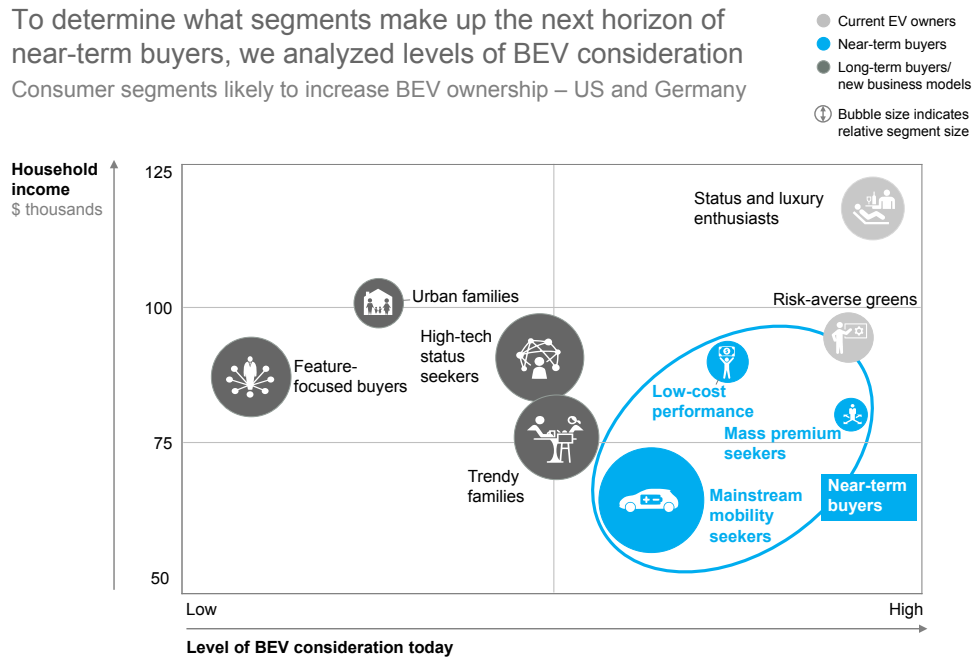 To determine what segments make up the next horizon of
near-term buyers, we analyzed levels of BEV consideration
Consumer segments likely to increase BEV ownership – US and Germany
Current EV owners
Near-term buyers
Long-term buyers/
new business models
Bubble size indicates
relative segment size
Household
income
$ thousands
125
100
75
50
Status and luxury
enthusiasts
Risk-averse greens
Urban families
High-tech
status
seekers
Feature-
focused buyers
Low-cost
performance
Mass premium
seekers
Trendy
families
Mainstream
mobility
seekers
Near-term
buyers
Low
High
Level of BEV consideration today